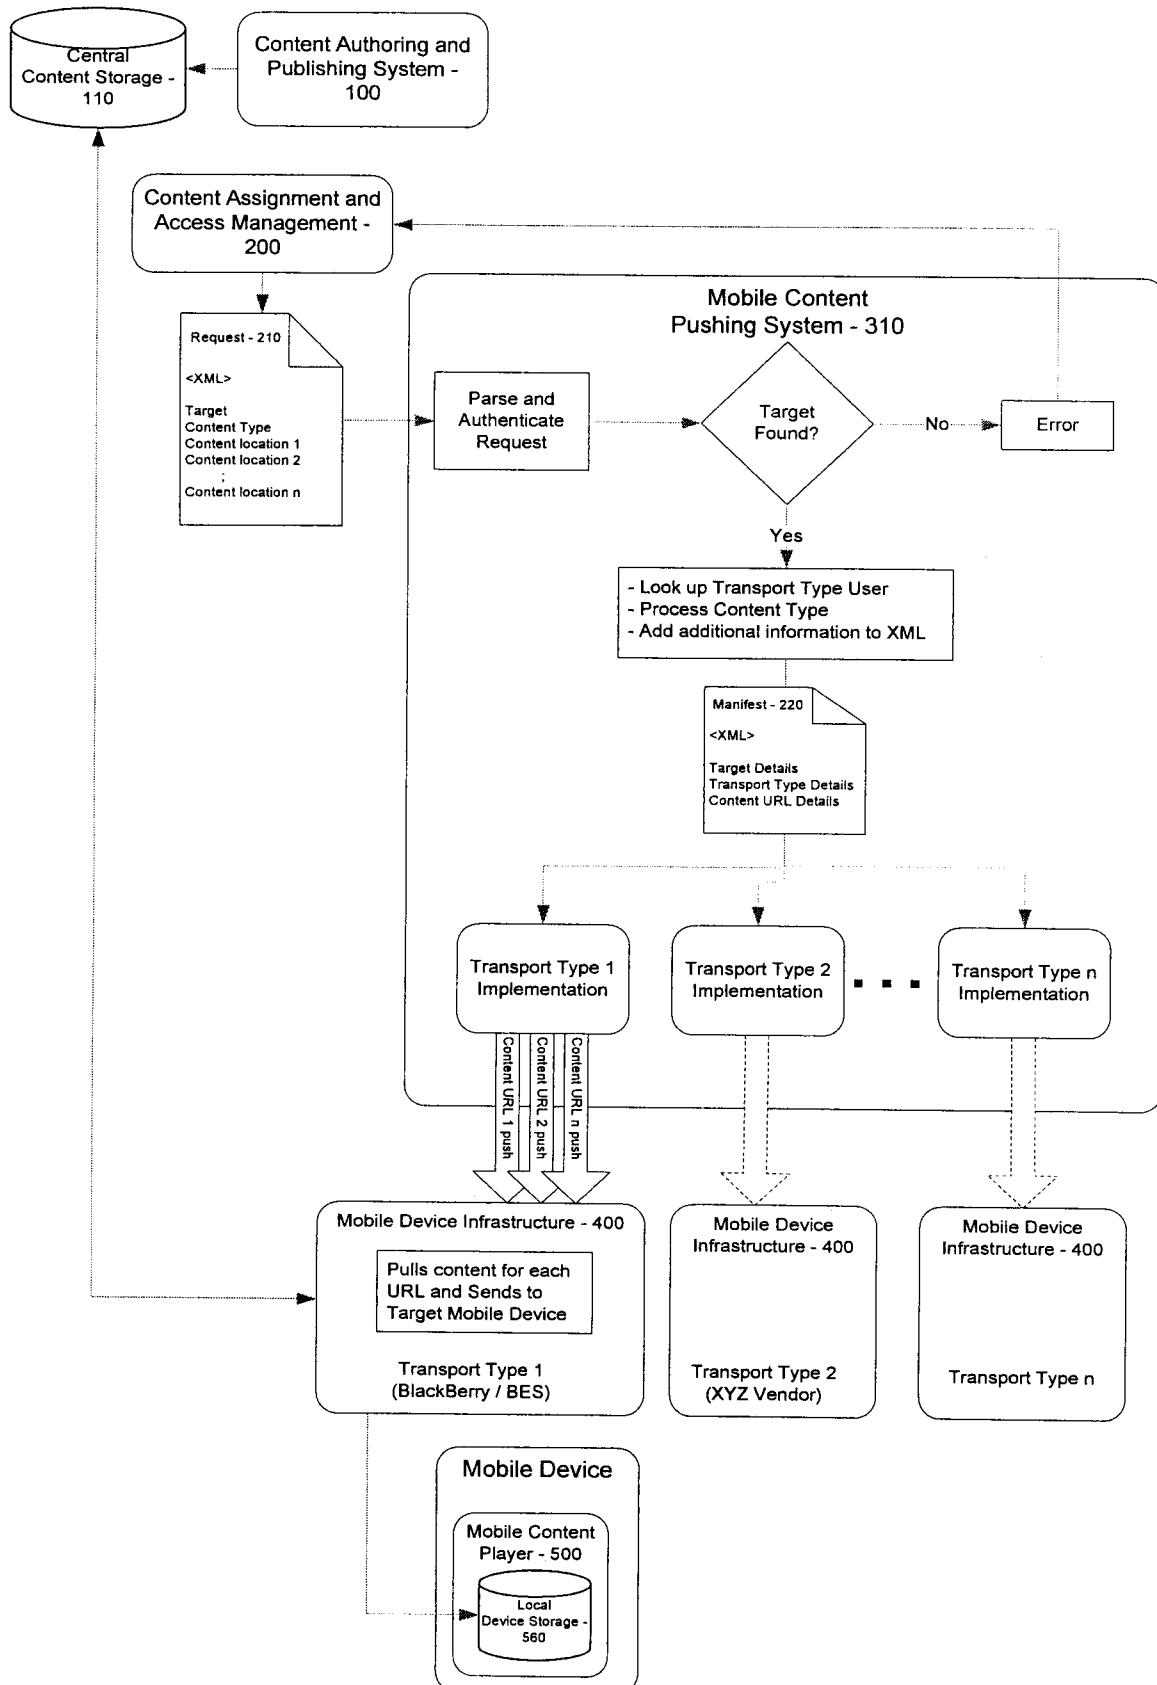 Central
Content Storage -
110
Content Authoring and
Publishing System -
100
Content Assignment and
Access Management -
200
Request - 210
<XML>
Target
Content Type
Content location 1
Content location 2
;
Content location n
Mobile Content
Pushing System - 310
Parse and
Authenticate
Request
Target
Found?
No
Error
Yes
- Look up Transport Type User
- Process Content Type
- Add additional information to XML
Manifest - 220
<XML>
Target Details
Transport Type Details
Content URL Details
Transport Type 1
Implementation
Transport Type 2
Implementation
Transport Type n
Implementation
Content URL 1 push
Content URL 2 push
Content URL n push
Mobile Device Infrastructure - 400
Pulls content for each
URL and Sends to
Target Mobile Device
Transport Type 1
(BlackBerry / BES)
Mobile Device
Infrastructure - 400
Transport Type 2
(XYZ Vendor)
Mobile Device
Infrastructure - 400
Transport Type n
Mobile Device
Mobile Content
Player - 500
Local
Device Storage -
560